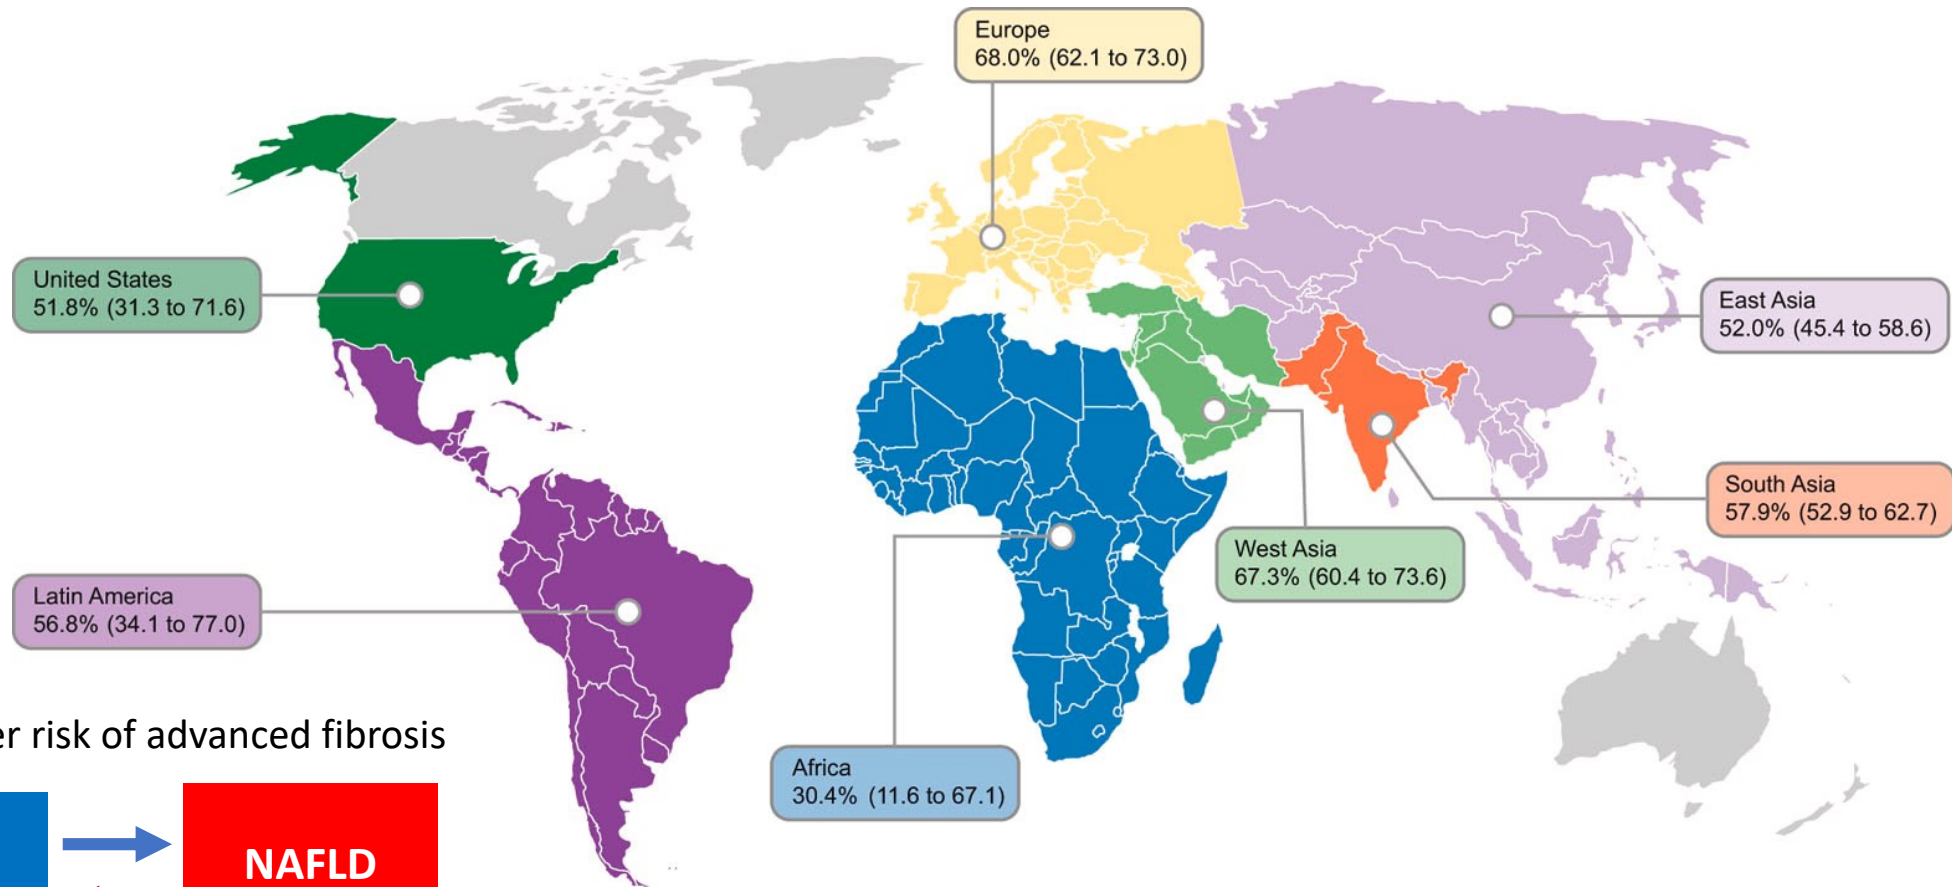 Europe
68.0% (62.1 to 73.0)
United States
51.8% (31.3 to 71.6)
East Asia
52.0% (45.4 to 58.6)
South Asia
57.9% (52.9 to 62.7)
West Asia
67.3% (60.4 to 73.6)
Latin America
56.8% (34.1 to 77.0)
Africa
30.4% (11.6 to 67.1)
risk of advanced fibrosis
NAFLD